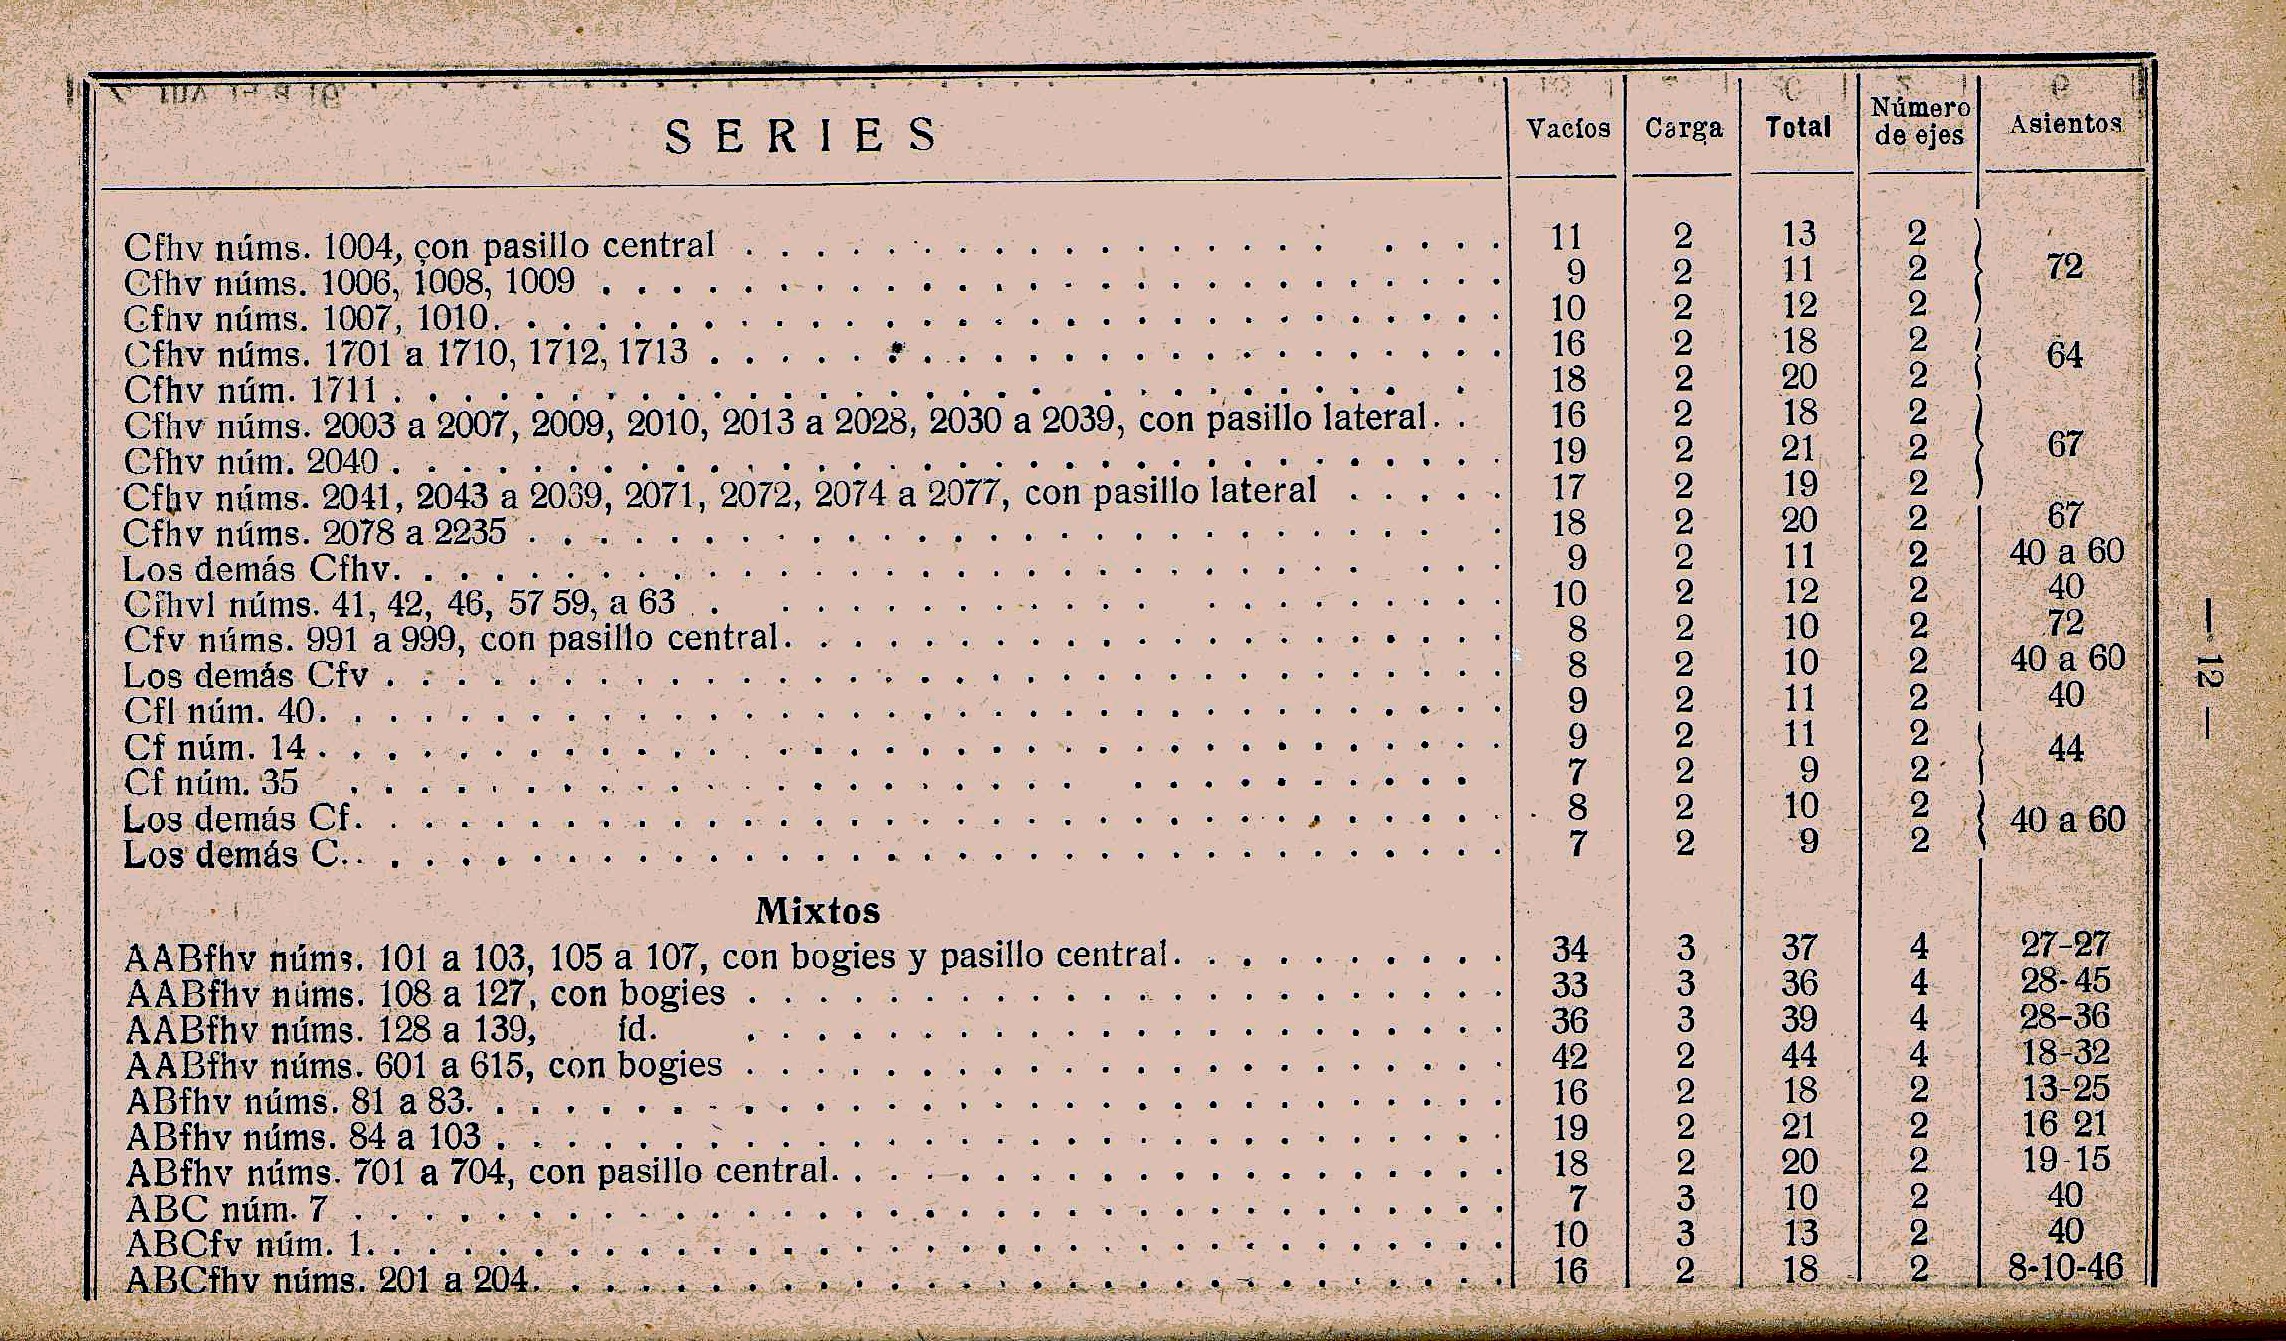 SERIES Vacíos Carga Total Número de ejes Asientos
Cfhv núms. 1004, con pasillo central . . . 11 2 13 2
Cfhv núms. 1006, 1008, 1009 . . . 9 2 11 2 72
Cfhv núms. 1007, 1010. . . . 10 2 12 2
Cfhv núms. 1701 a 1710, 1712, 1713 . . . 16 2 18 2 64
Cfhv núm. 1711 . . . 18 2 20 2
Cfhv núms. 2003 a 2007, 2009, 2010, 2013 a 2028, 2030 a 2039, con pasillo lateral. . 16 2 18 2
Cfhv núm. 2040 . . . 19 2 21 2 67
Cfhv núms. 2041, 2043 a 2069, 2071, 2072, 2074 a 2077, con pasillo lateral . . . 17 2 19 2
Cfhv núms. 2078 a 2235 . . . 18 2 20 2 67
Los demás Cfhv. . . . 9 2 11 2 40 a 60
Cfhvl núms. 41, 42, 46, 57 59, a 63 . . . 10 2 12 2 40
Cfv núms. 991 a 999, con pasillo central. . . . 8 2 10 2 72
Los demás Cfv . . . 8 2 10 2 40 a 60
Cfl núm. 40. . . . 9 2 11 2 40
Cf núm. 14 . . . 9 2 11 2 44
Cf núm. 35 . . . 7 2 9 2
Los demás Cf. . . . 8 2 10 2 40 a 60
Los demás C. . . . 7 2 9 2
Mixtos
AABfhv núms. 101 a 103, 105 a 107, con bogies y pasillo central. . . . 34 3 37 4 27-27
AABfhv núms. 108 a 127, con bogies . . . 33 3 36 4 28-45
AABfhv núms. 128 a 139, íd. . . . 36 3 39 4 28-36
AABfhv núms. 601 a 615, con bogies . . . 42 2 44 4 18-32
ABfhv núms. 81 a 83. . . . 16 2 18 2 13-25
ABfhv núms. 84 a 103 . . . 19 2 21 2 16 21
ABfhv núms. 701 a 704, con pasillo central. . . . 18 2 20 2 19-15
ABC núm. 7 . . . 7 3 10 2 40
ABCfv núm. 1. . . . 10 3 13 2 40
ABCfhv núms. 201 a 204. . . . 16 2 18 2 8-10-46
— 12 —